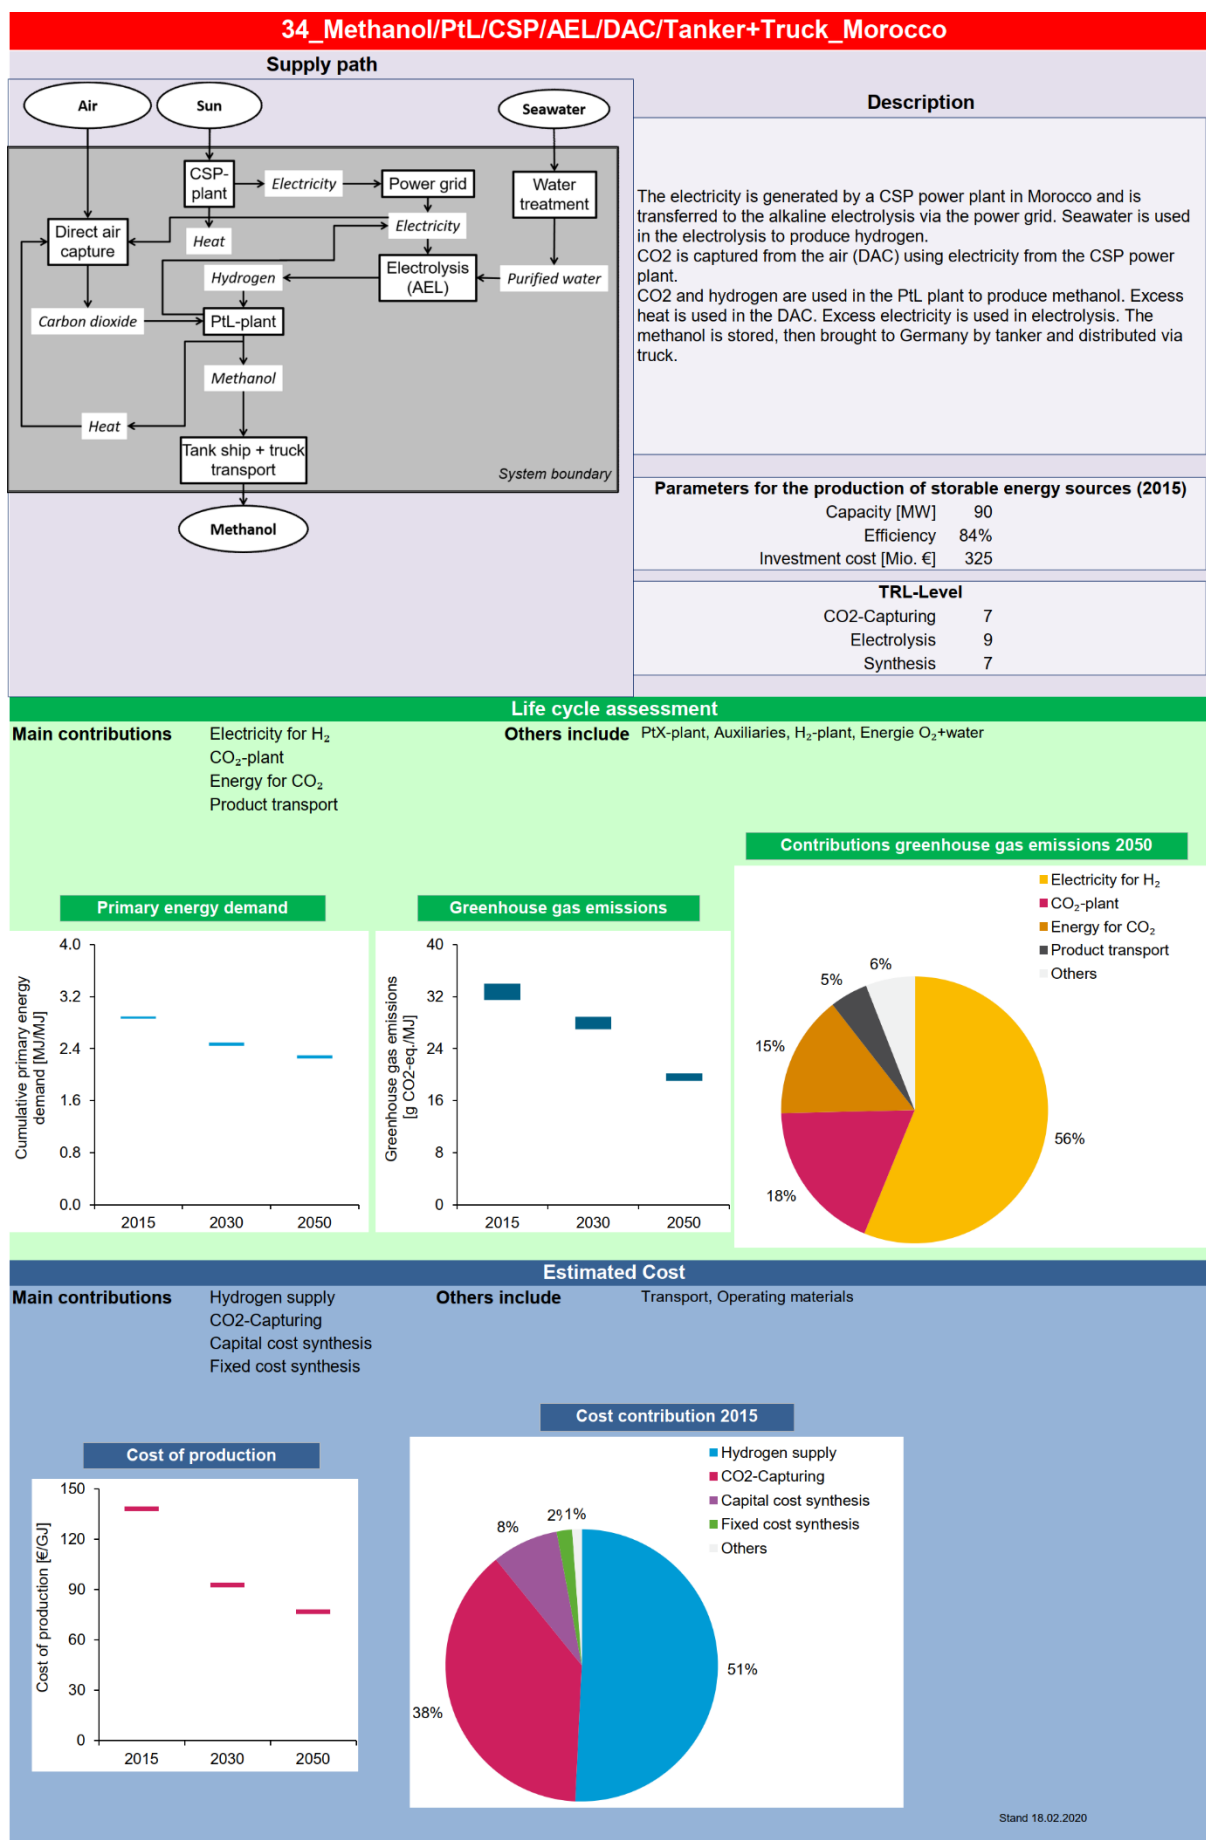 34_Methanol/PtL/CSP/AEL/DAC/Tanker+Truck_Morocco
Supply path
Air
Sun
Seawater
CSP-
plant
Electricity
Power grid
Water
treatment
Direct air
capture
Heat
Electricity
Hydrogen
Electrolysis
(AEL)
Purified water
Carbon dioxide
PtL-plant
Methanol
Heat
Tank ship + truck
transport
System boundary
Methanol
Description
The electricity is generated by a CSP power plant in Morocco and is
transferred to the alkaline electrolysis via the power grid. Seawater is used
in the electrolysis to produce hydrogen.
CO2 is captured from the air (DAC) using electricity from the CSP power
plant.
CO2 and hydrogen are used in the PtL plant to produce methanol. Excess
heat is used in the DAC. Excess electricity is used in electrolysis. The
methanol is stored, then brought to Germany by tanker and distributed via
truck.
Parameters for the production of storable energy sources (2015)
Capacity [MW] 90
Efficiency 84%
Investment cost [Mio. €] 325
TRL-Level
CO2-Capturing 7
Electrolysis 9
Synthesis 7
Life cycle assessment
Main contributions
Electricity for H₂
CO₂-plant
Energy for CO₂
Product transport
Others include PtX-plant, Auxiliaries, H₂-plant, Energie O₂+water
Primary energy demand
Cumulative primary energy
demand [MJ/MJ]
4.0
3.2
2.4
1.6
0.8
0.0
2015 2030 2050
Greenhouse gas emissions
Greenhouse gas emissions
[g CO2-eq./MJ]
40
32
24
16
8
0
2015 2030 2050
Contributions greenhouse gas emissions 2050
Electricity for H₂
CO₂-plant
Energy for CO₂
Product transport
Others
6%
5%
15%
18%
56%
Estimated Cost
Main contributions
Hydrogen supply
CO2-Capturing
Capital cost synthesis
Fixed cost synthesis
Others include Transport, Operating materials
Cost of production
Cost of production [€/GJ]
150
120
90
60
30
0
2015 2030 2050
Cost contribution 2015
Hydrogen supply
CO2-Capturing
Capital cost synthesis
Fixed cost synthesis
Others
2% 1%
8%
38%
51%
Stand 18.02.2020